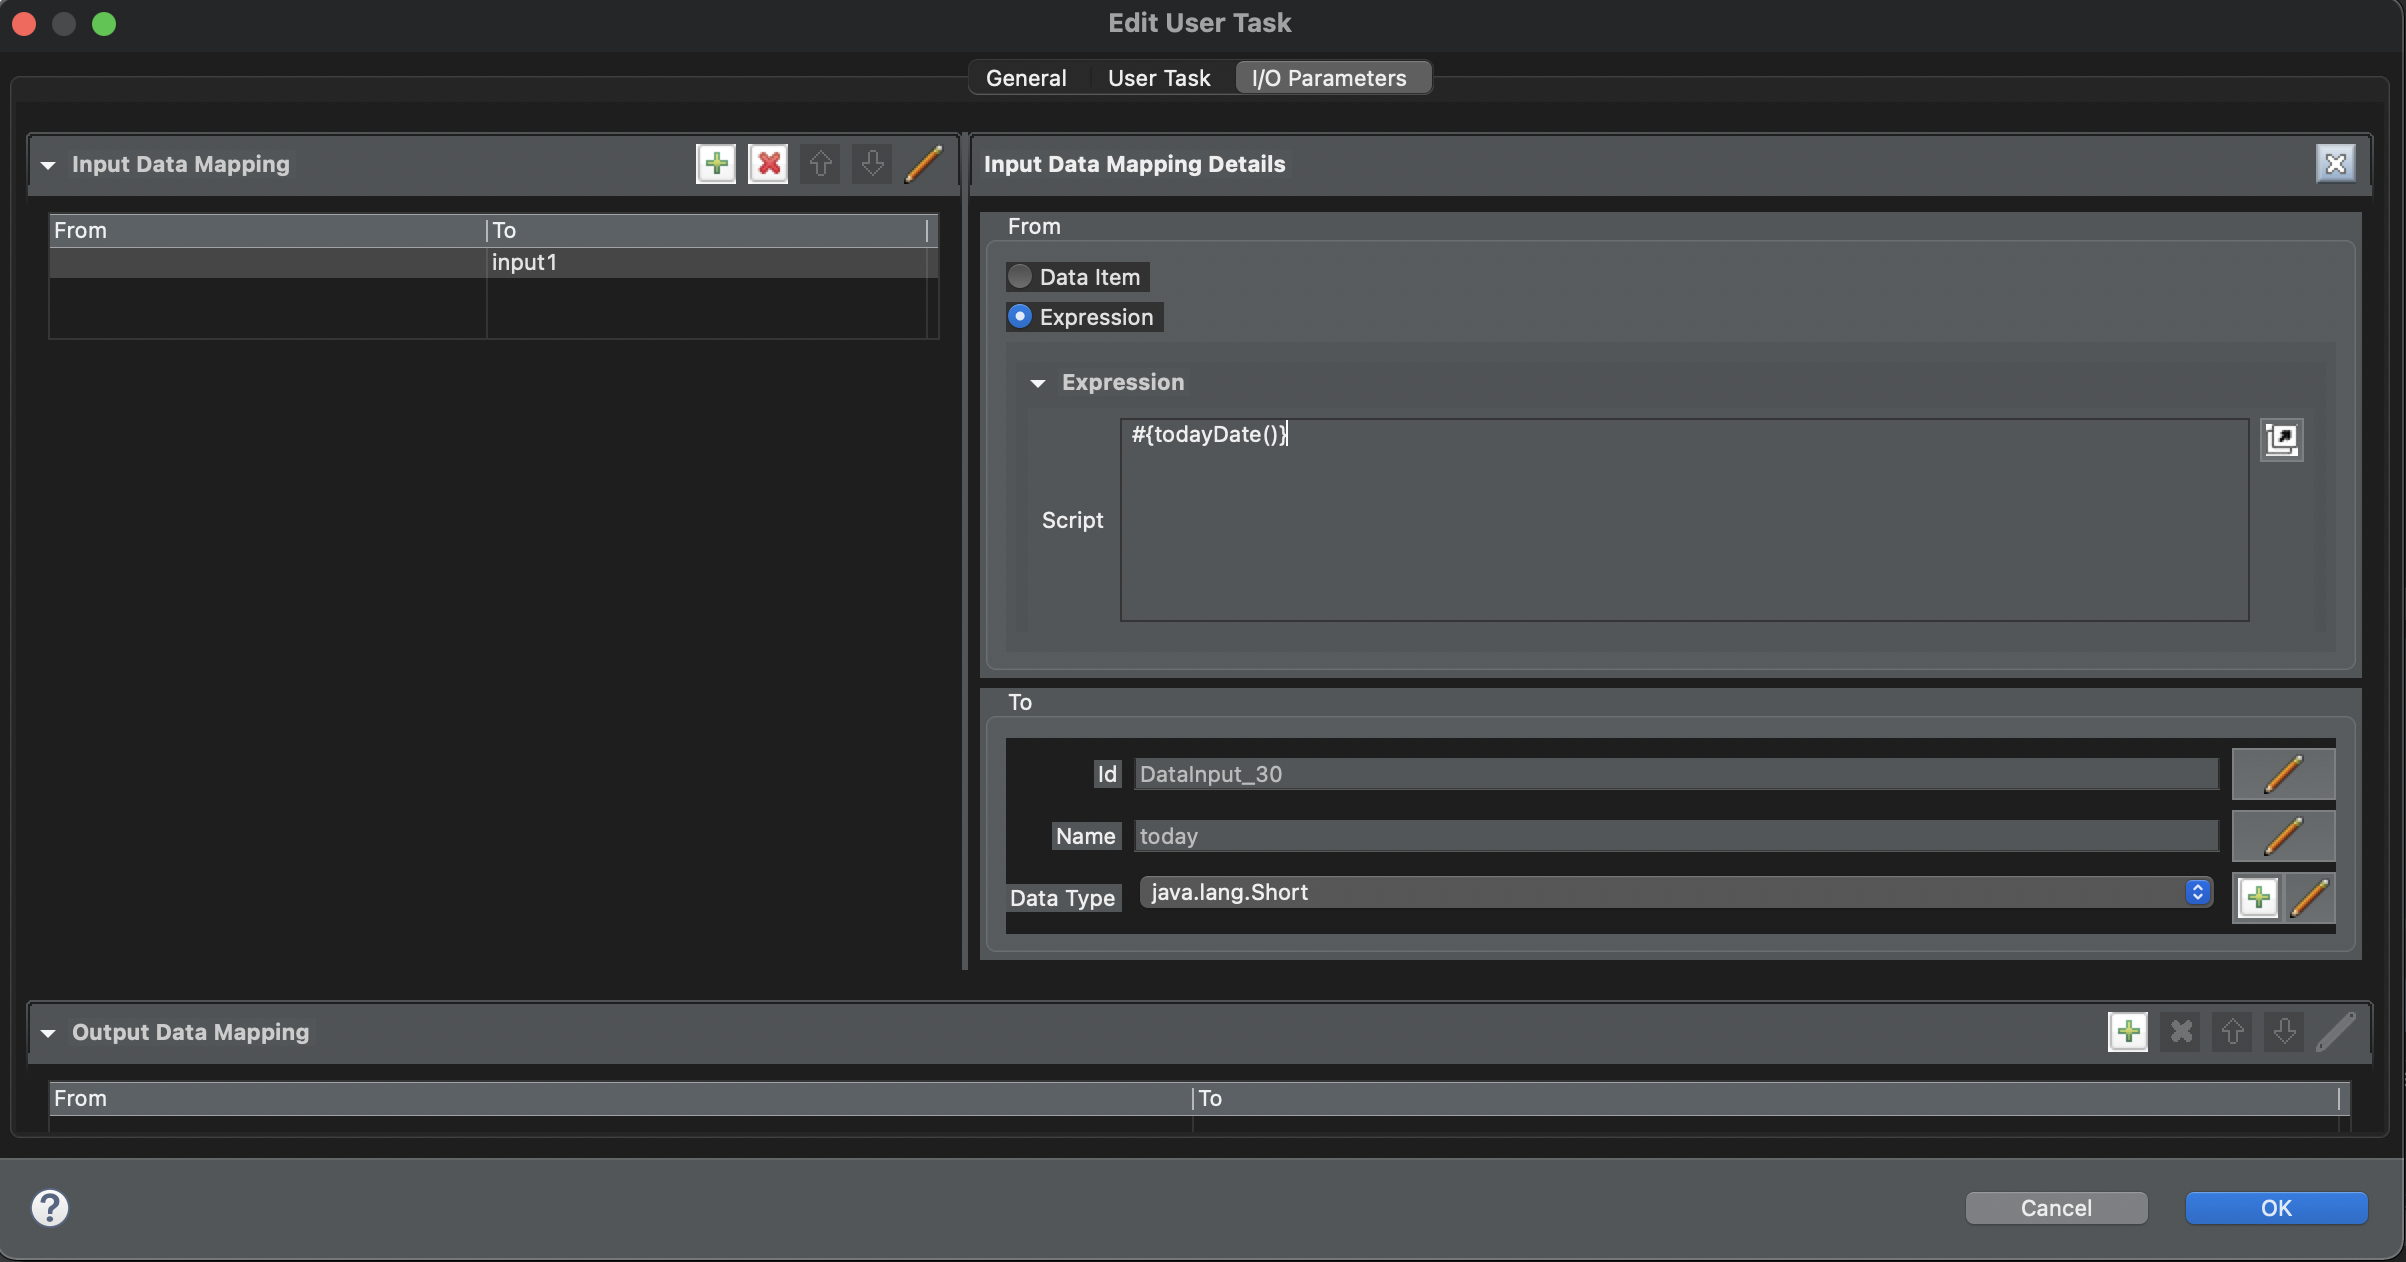 Edit User Task
General User Task I/O Parameters
Input Data Mapping
From To
input1
Input Data Mapping Details
From
Data Item
Expression
Expression
Script #{todayDate()}
To
Id DataInput_30
Name today
Data Type java.lang.Short
Output Data Mapping
From To
? Cancel OK